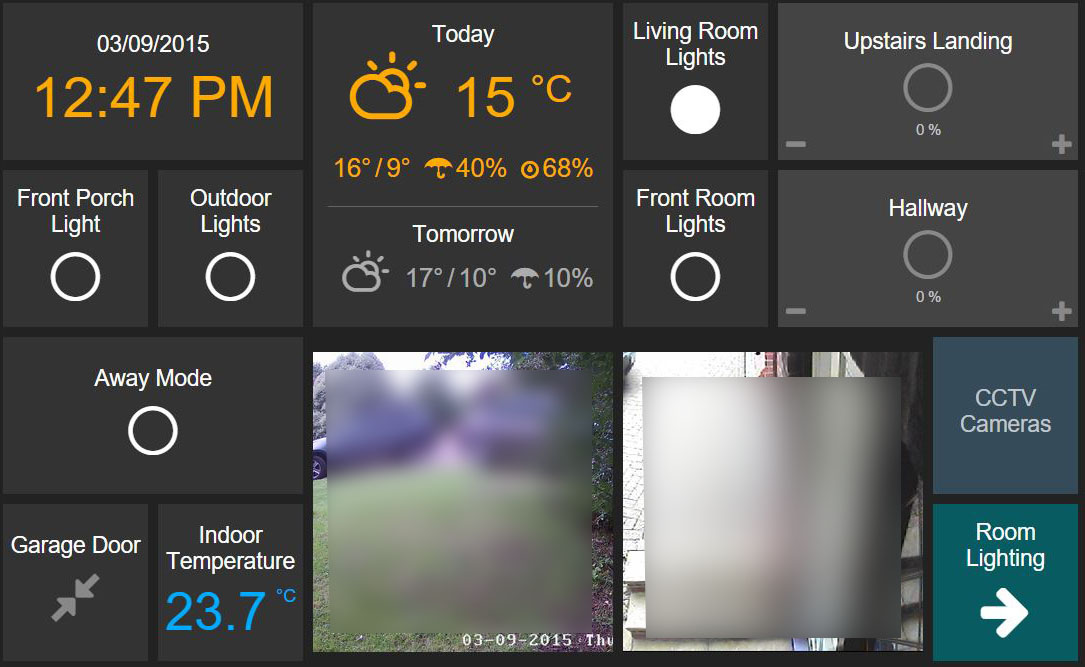 03/09/2015
12:47 PM
Today
15 °C
16° / 9° 40% 68%
Tomorrow
17° / 10° 10%
Living Room
Lights
Upstairs Landing
0 %
Front Porch
Light
Outdoor
Lights
Front Room
Lights
Hallway
0 %
Away Mode
CCTV
Cameras
Garage Door
Indoor
Temperature
23.7 °C
03-09-2015 Thu
Room
Lighting